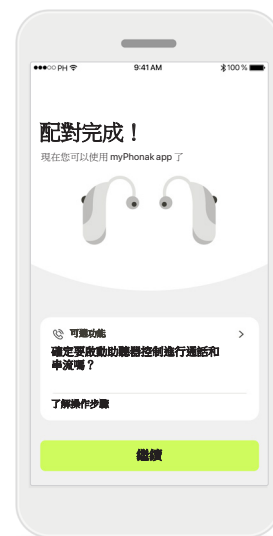 ●●●○○ PH 9:41 AM 100 %
配對完成！
現在您可以使用 myPhonak app 了
可選功能
確定要啟動助聽器控制進行通話和
串流嗎？
了解操作步驟
繼續